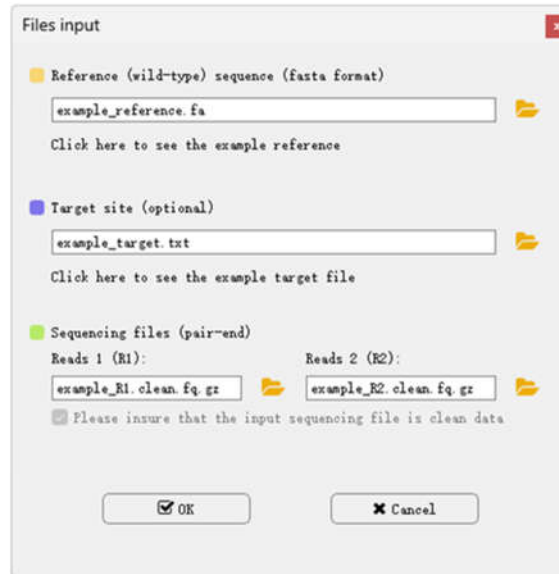 Files input
Reference (wild-type) sequence (fasta format)
example_reference.fa
Click here to see the example reference
Target site (optional)
example_target.txt
Click here to see the example target file
Sequencing files (pair-end)
Reads 1 (R1): Reads 2 (R2):
example_R1.clean.fq.gz example_R2.clean.fq.gz
Please insure that the input sequencing file is clean data
OK Cancel